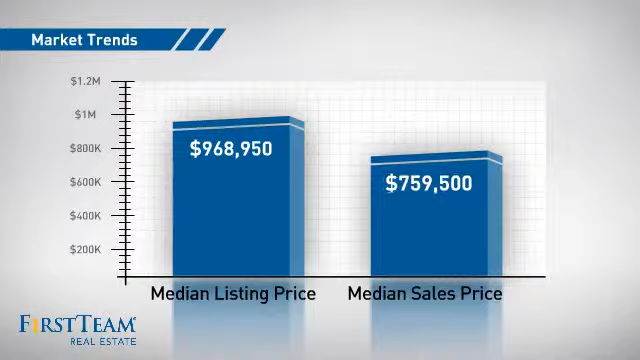 Market Trends
$1.2M
$1M
$800K
$600K
$400K
$200K
$968,950
$759,500
Median Listing Price
Median Sales Price
FIRSTTEAM®
REAL ESTATE